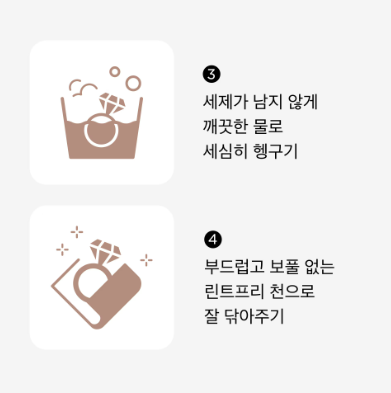 ❸
세제가 남지 않게
깨끗한 물로
세심히 헹구기
❹
부드럽고 보풀 없는
린트프리 천으로
잘 닦아주기